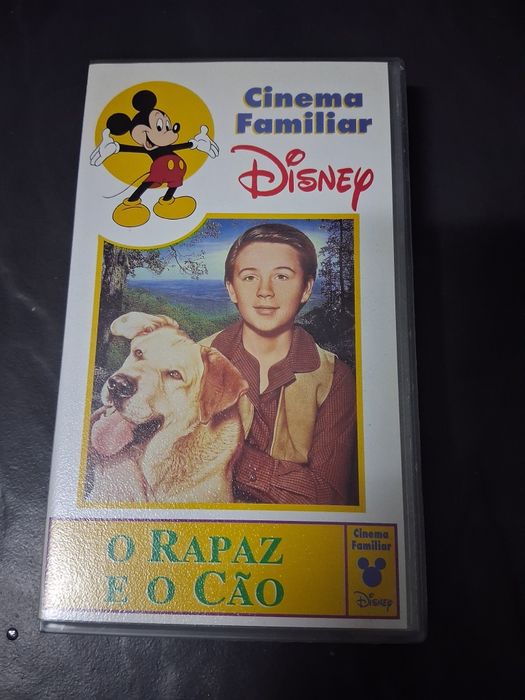 Cinema
Familiar
Disney
O RAPAZ
E O CÃO
Cinema
Familiar
Disney